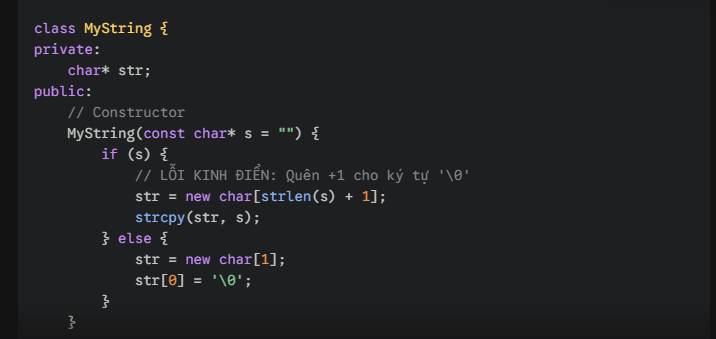 class MyString {
private:
    char* str;
public:
    // Constructor
    MyString(const char* s = "") {
        if (s) {
            // LỖI KINH ĐIỂN: Quên +1 cho ký tự '\0'
            str = new char[strlen(s) + 1];
            strcpy(str, s);
        } else {
            str = new char[1];
            str[0] = '\0';
        }
    }